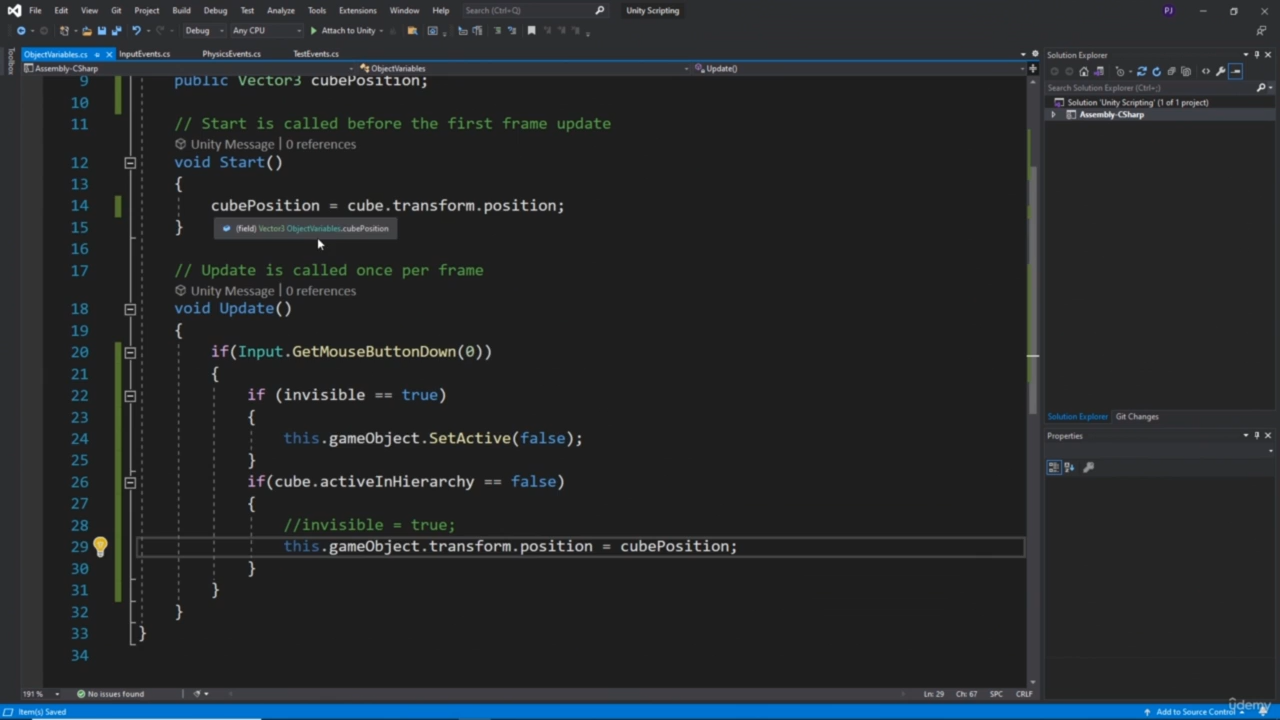 File Edit View Git Project Build Debug Test Analyze Tools Extensions Window Help Search (Ctrl+;) Unity Scripting PJ
Debug Any CPU Attach to Unity
Toolbox
ObjectVariables.cs InputEvents.cs PhysicsEvents.cs TestEvents.cs
Assembly-CSharp ObjectVariables Update()
9 public Vector3 cubePosition;
10
11 // Start is called before the first frame update
Unity Message | 0 references
12 void Start()
13 {
14 cubePosition = cube.transform.position;
15 }
(field) Vector3 ObjectVariables.cubePosition
16
17 // Update is called once per frame
Unity Message | 0 references
18 void Update()
19 {
20 if(Input.GetMouseButtonDown(0))
21 {
22 if (invisible == true)
23 {
24 this.gameObject.SetActive(false);
25 }
26 if(cube.activeInHierarchy == false)
27 {
28 //invisible = true;
29 this.gameObject.transform.position = cubePosition;
30 }
31 }
32 }
33 }
34
191 % No issues found Ln: 29 Ch: 67 SPC CRLF
Solution Explorer
Search Solution Explorer (Ctrl+;)
Solution 'Unity Scripting' (1 of 1 project)
Assembly-CSharp
Solution Explorer Git Changes
Properties
Item(s) Saved Add to Source Control
udemy